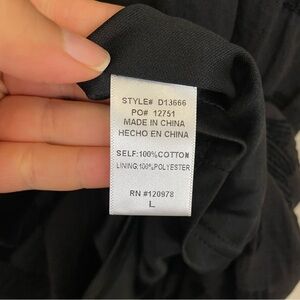 STYLE# D13666
PO# 12751
MADE IN CHINA
HECHO EN CHINA
SELF:100%COTTON
LINING:100%POLYESTER
RN #120978
L